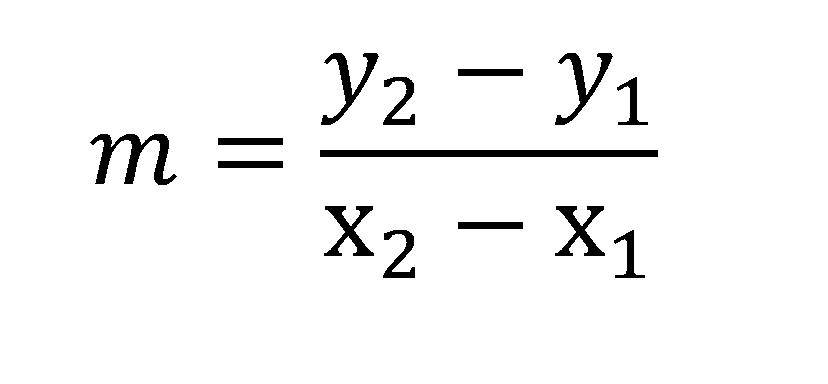 m = y₂ − y₁ / x₂ − x₁